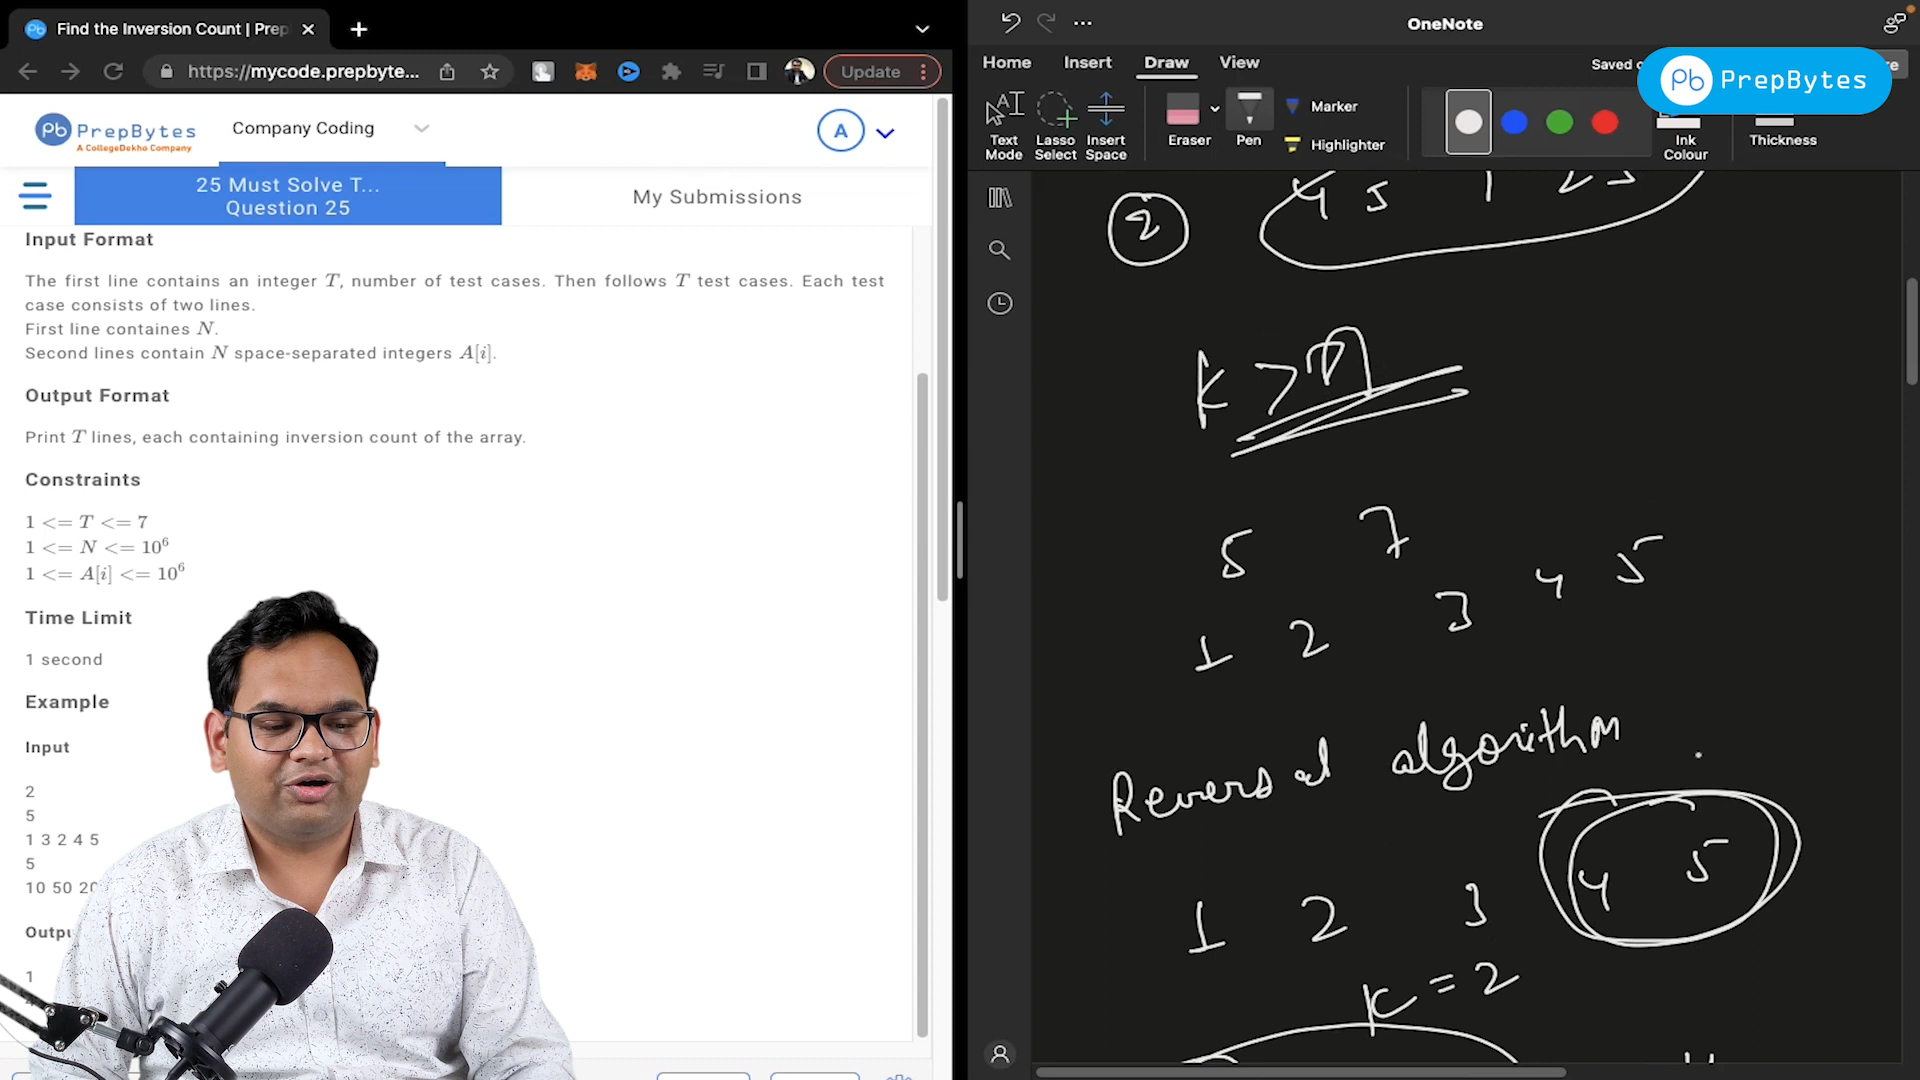 Find the Inversion Count | Prep
https://mycode.prepbyte...
Update
PrepBytes
A CollegeDekho Company
Company Coding
A
25 Must Solve T...
Question 25
My Submissions
Input Format
The first line contains an integer T, number of test cases. Then follows T test cases. Each test
case consists of two lines.
First line containes N.
Second lines contain N space-separated integers A[i].
Output Format
Print T lines, each containing inversion count of the array.
Constraints
1 <= T <= 7
1 <= N <= 10⁶
1 <= A[i] <= 10⁶
Time Limit
1 second
Example
Input
2
5
1 3 2 4 5
5
10 50 20
Outpu
1
OneNote
Home Insert Draw View
Saved
PrepBytes
Text Mode
Lasso Select
Insert Space
Eraser
Pen
Marker
Highlighter
Ink Colour
Thickness
2
4 5 1 2 3
K > n
5 7
1 2 3 4 5
Reversal algorithm
1 2 3 4 5
K = 2